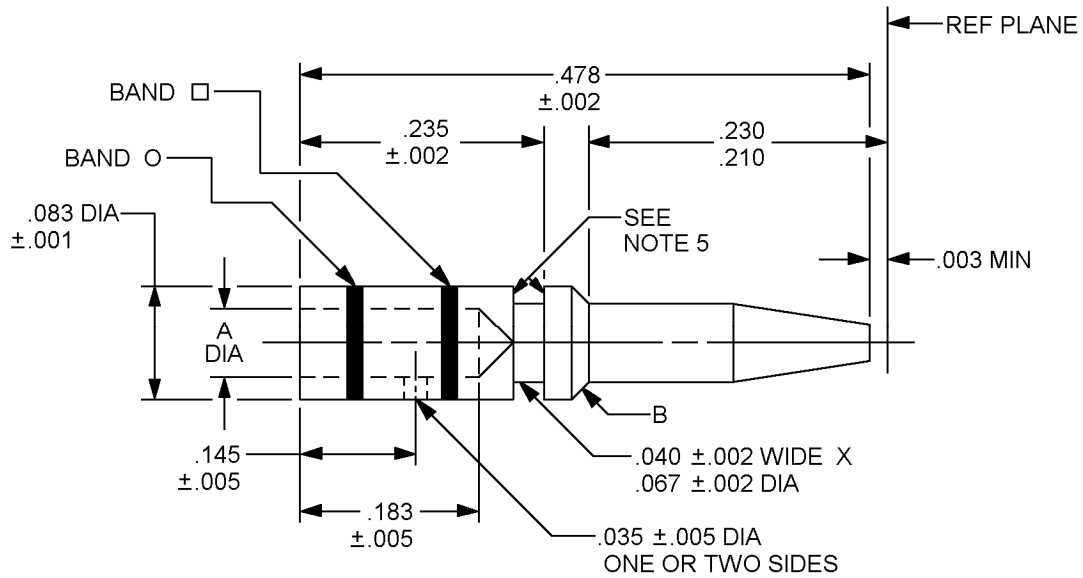 REF PLANE
.478
±.002
BAND □
.235
±.002
.230
.210
BAND O
.083 DIA
±.001
SEE
NOTE 5
.003 MIN
A
DIA
B
.145
±.005
.040 ±.002 WIDE X
.067 ±.002 DIA
.183
±.005
.035 ±.005 DIA
ONE OR TWO SIDES